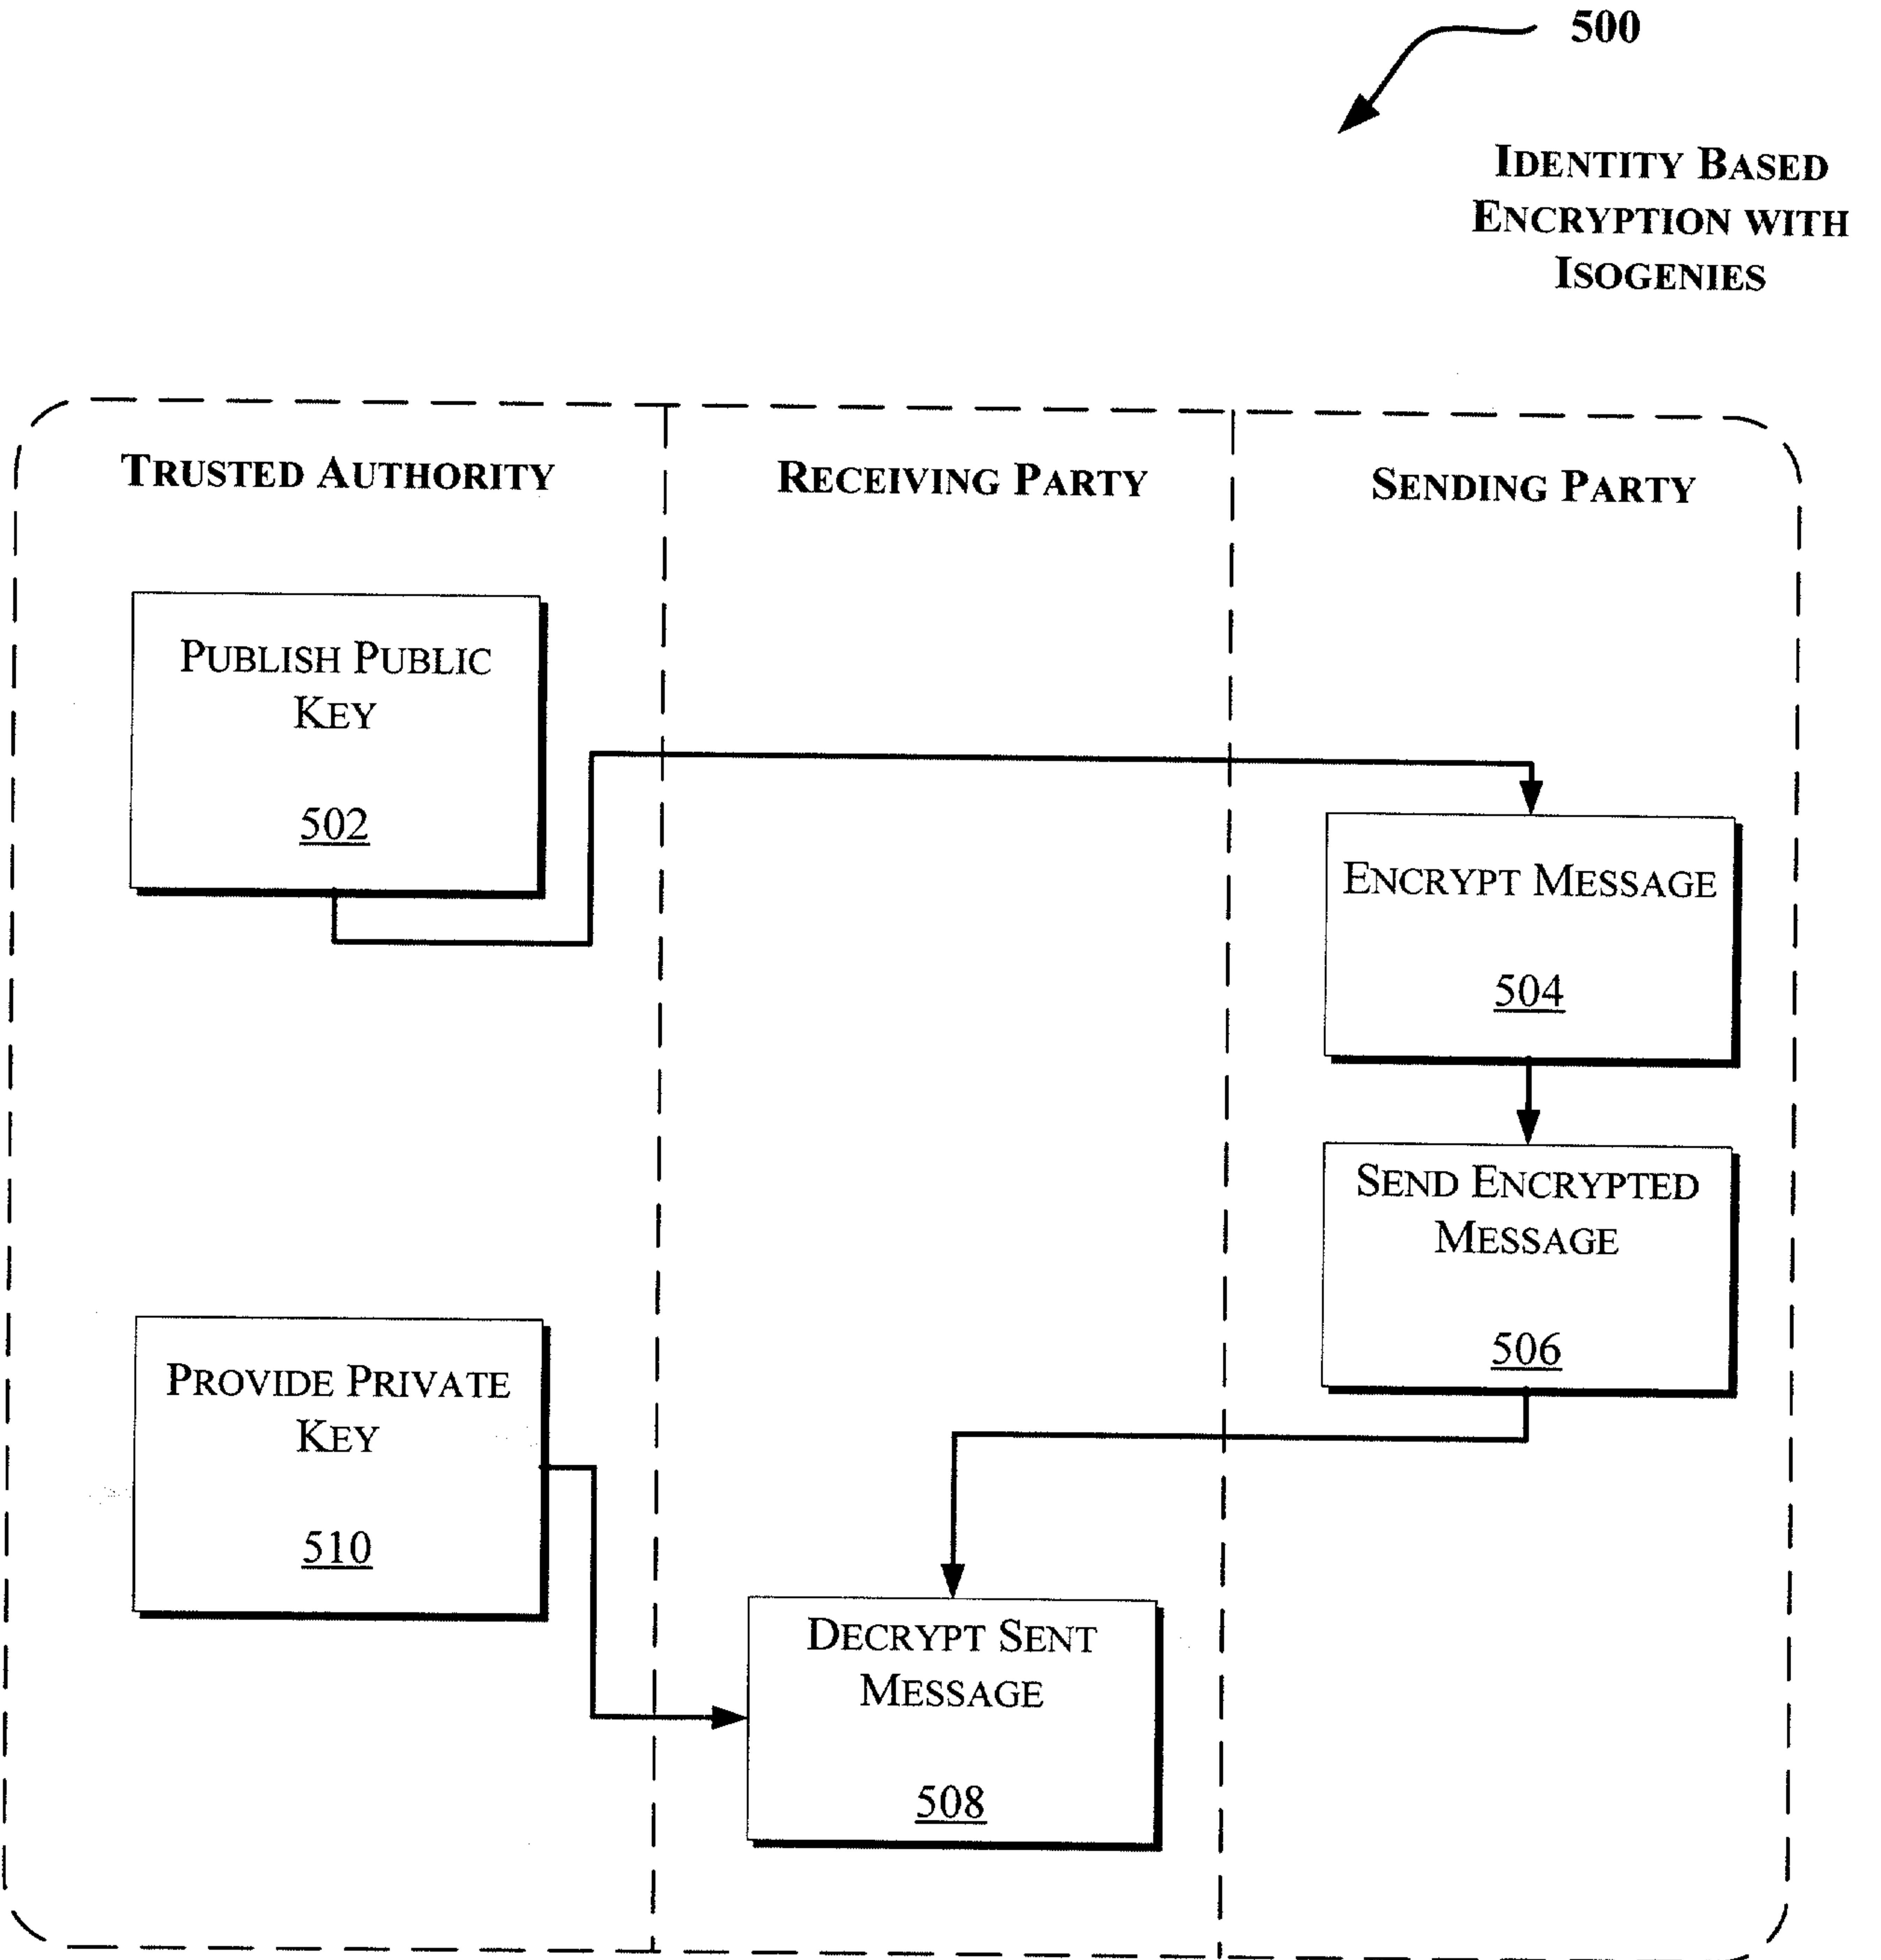 500
IDENTITY BASED
ENCRYPTION WITH
ISOGENIES
TRUSTED AUTHORITY
RECEIVING PARTY
SENDING PARTY
PUBLISH PUBLIC
KEY
502
ENCRYPT MESSAGE
504
SEND ENCRYPTED
MESSAGE
506
PROVIDE PRIVATE
KEY
510
DECRYPT SENT
MESSAGE
508